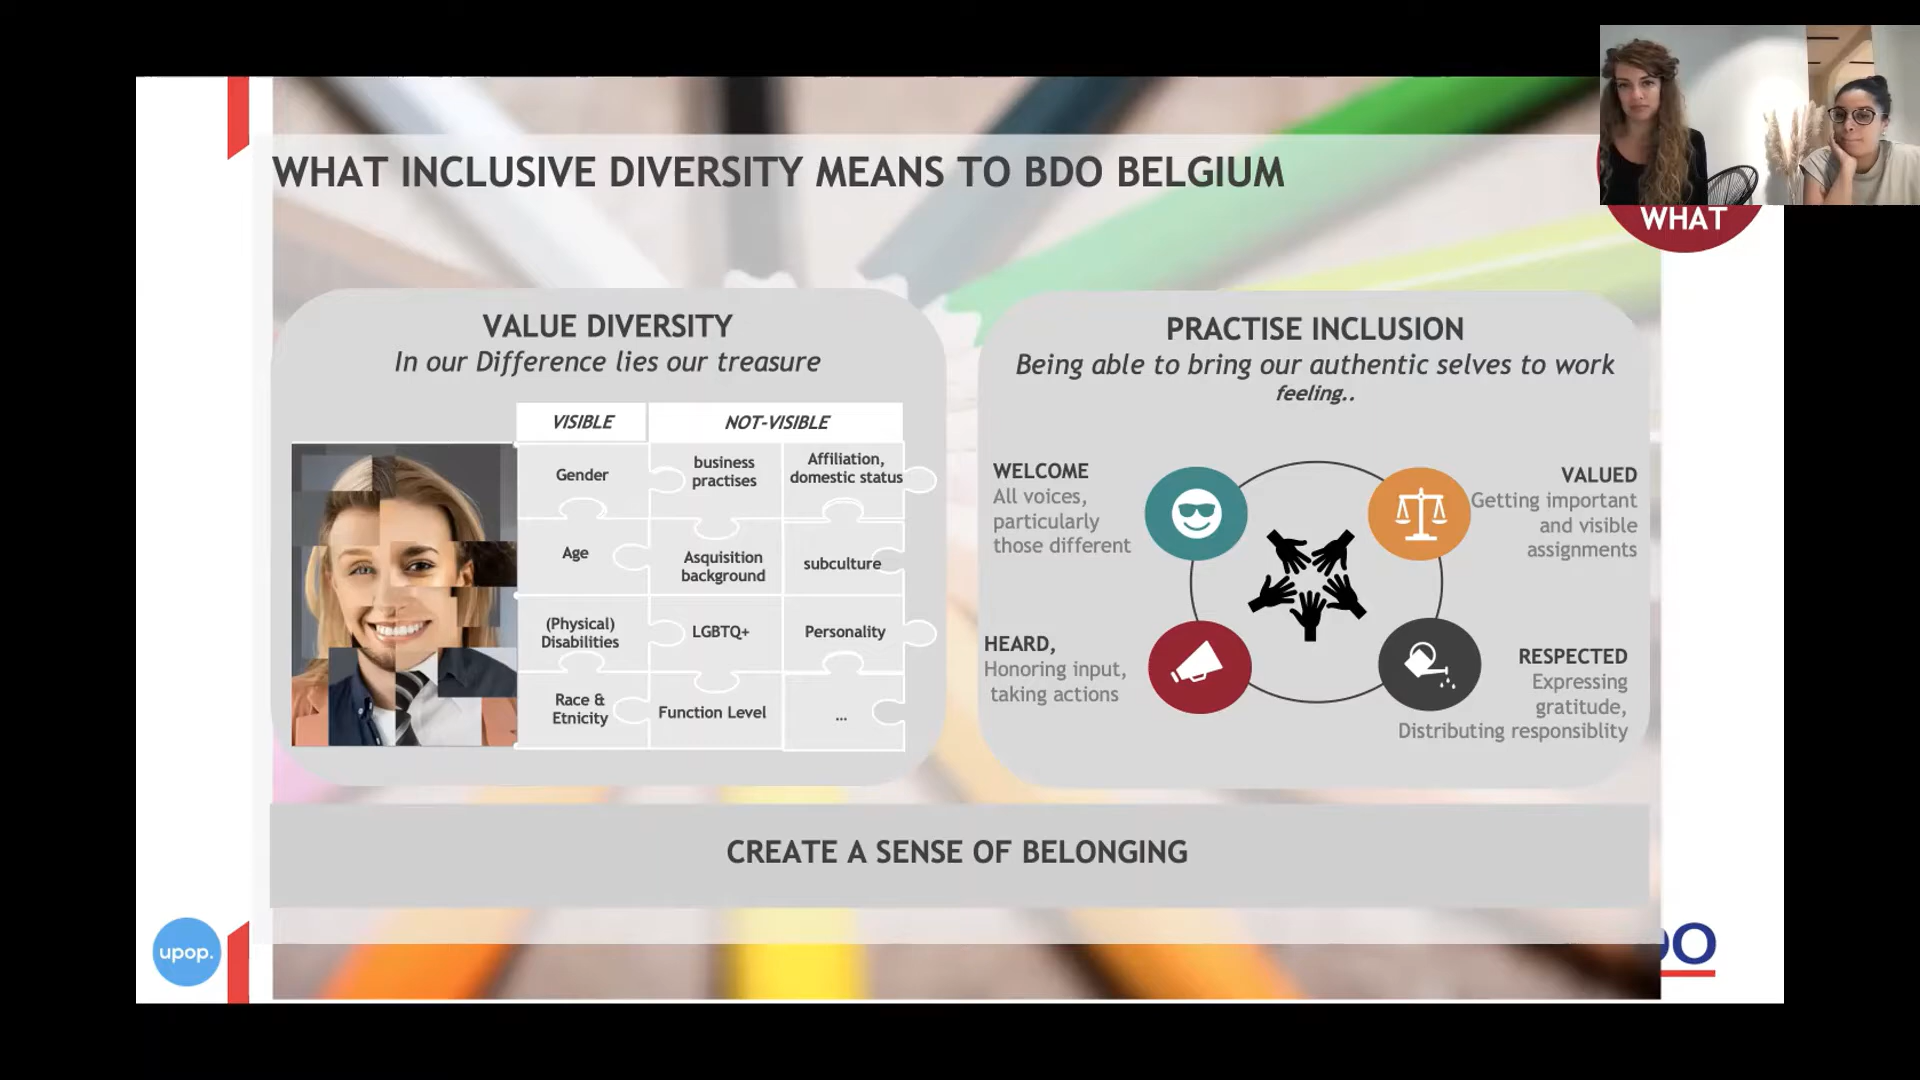 WHAT INCLUSIVE DIVERSITY MEANS TO BDO BELGIUM
WHAT
VALUE DIVERSITY
In our Difference lies our treasure
VISIBLE
NOT-VISIBLE
Gender
business
practises
Affiliation,
domestic status
Age
Asquisition
background
subculture
(Physical)
Disabilities
LGBTQ+
Personality
Race &
Etnicity
Function Level
...
PRACTISE INCLUSION
Being able to bring our authentic selves to work
feeling..
WELCOME
All voices,
particularly
those different
VALUED
Getting important
and visible
assignments
HEARD,
Honoring input,
taking actions
RESPECTED
Expressing
gratitude,
Distributing responsiblity
CREATE A SENSE OF BELONGING
upop.